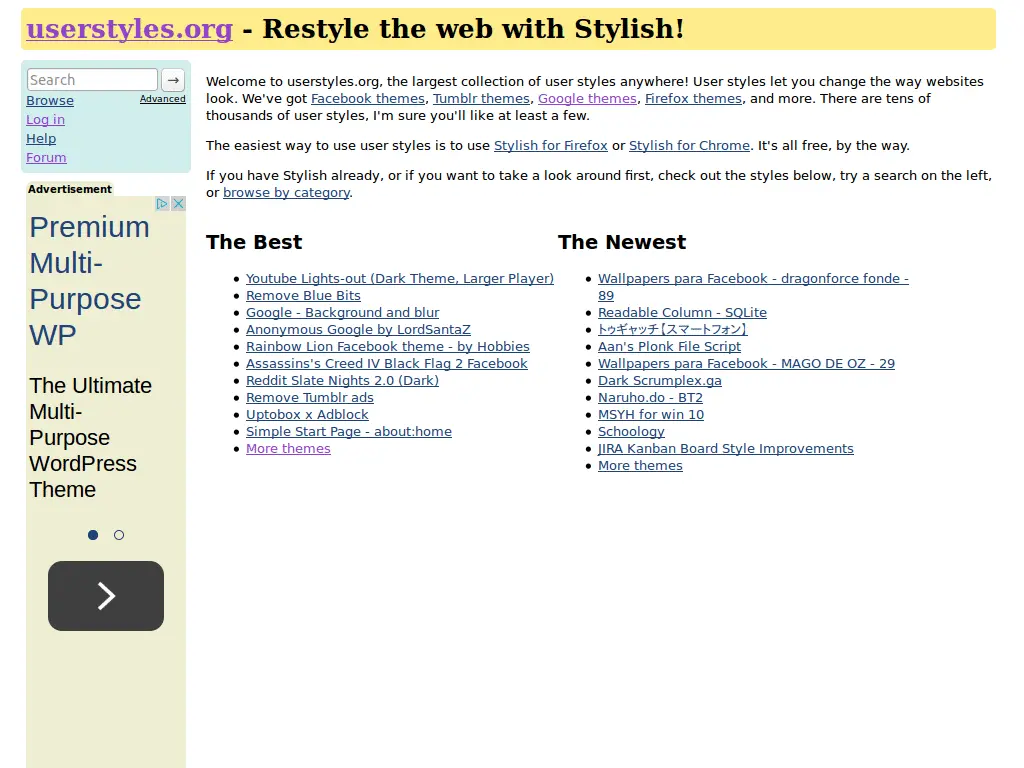 userstyles.org - Restyle the web with Stylish!
Search
→
Browse
Advanced
Log in
Help
Forum
Advertisement
Premium
Multi-
Purpose
WP
The Ultimate
Multi-
Purpose
WordPress
Theme
Welcome to userstyles.org, the largest collection of user styles anywhere! User styles let you change the way websites
look. We've got Facebook themes, Tumblr themes, Google themes, Firefox themes, and more. There are tens of
thousands of user styles, I'm sure you'll like at least a few.
The easiest way to use user styles is to use Stylish for Firefox or Stylish for Chrome. It's all free, by the way.
If you have Stylish already, or if you want to take a look around first, check out the styles below, try a search on the left,
or browse by category.
The Best
Youtube Lights-out (Dark Theme, Larger Player)
Remove Blue Bits
Google - Background and blur
Anonymous Google by LordSantaZ
Rainbow Lion Facebook theme - by Hobbies
Assassins's Creed IV Black Flag 2 Facebook
Reddit Slate Nights 2.0 (Dark)
Remove Tumblr ads
Uptobox x Adblock
Simple Start Page - about:home
More themes
The Newest
Wallpapers para Facebook - dragonforce fonde -
89
Readable Column - SQLite
トゥギャッチ【スマートフォン】
Aan's Plonk File Script
Wallpapers para Facebook - MAGO DE OZ - 29
Dark Scrumplex.ga
Naruho.do - BT2
MSYH for win 10
Schoology
JIRA Kanban Board Style Improvements
More themes